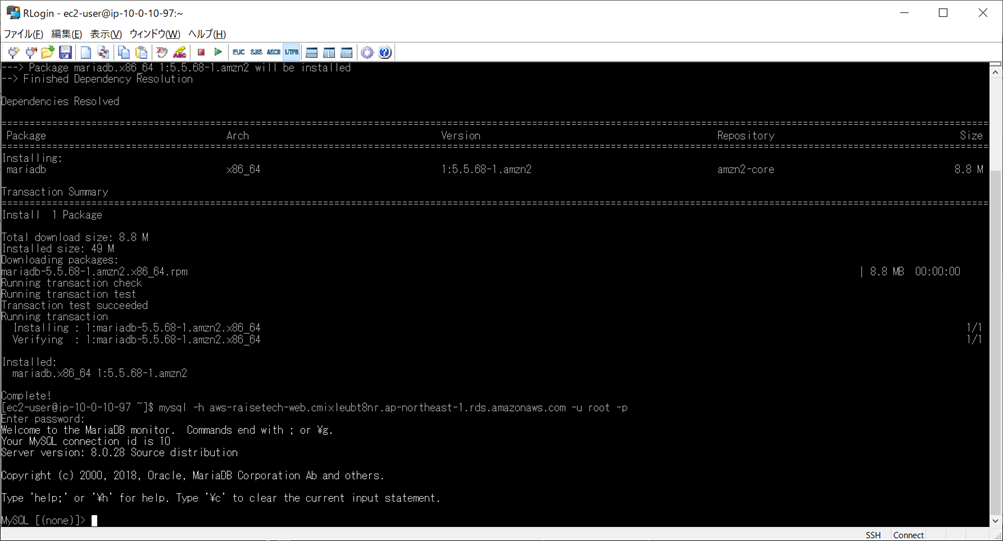 RLogin - ec2-user@ip-10-0-10-97:~
ファイル(F) 編集(E) 表示(V) ウィンドウ(W) ヘルプ(H)
EUC SJIS ASCII UTF8
---> Package mariadb.x86_64 1:5.5.68-1.amzn2 will be installed
--> Finished Dependency Resolution
Dependencies Resolved
================================================================================
Package Arch Version Repository Size
================================================================================
Installing:
mariadb x86_64 1:5.5.68-1.amzn2 amzn2-core 8.8 M
Transaction Summary
================================================================================
Install 1 Package
Total download size: 8.8 M
Installed size: 49 M
Downloading packages:
mariadb-5.5.68-1.amzn2.x86_64.rpm | 8.8 MB 00:00:00
Running transaction check
Running transaction test
Transaction test succeeded
Running transaction
Installing : 1:mariadb-5.5.68-1.amzn2.x86_64 1/1
Verifying : 1:mariadb-5.5.68-1.amzn2.x86_64 1/1
Installed:
mariadb.x86_64 1:5.5.68-1.amzn2
Complete!
[ec2-user@ip-10-0-10-97 ~]$ mysql -h aws-raisetech-web.cmixleubt8nr.ap-northeast-1.rds.amazonaws.com -u root -p
Enter password:
Welcome to the MariaDB monitor.  Commands end with ; or ¥g.
Your MySQL connection id is 10
Server version: 8.0.28 Source distribution
Copyright (c) 2000, 2018, Oracle, MariaDB Corporation Ab and others.
Type 'help;' or '¥h' for help. Type '¥c' to clear the current input statement.
MySQL [(none)]>
SSH Connect